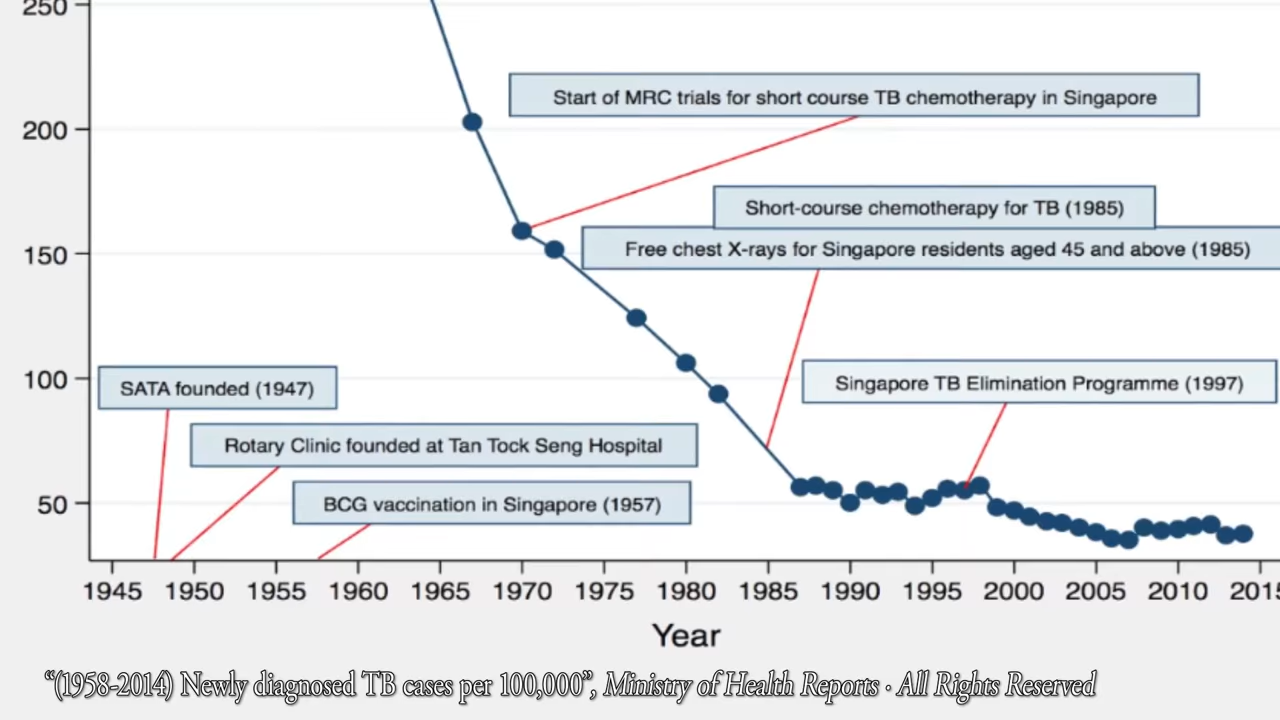 250
Start of MRC trials for short course TB chemotherapy in Singapore
200
Short-course chemotherapy for TB (1985)
150
Free chest X-rays for Singapore residents aged 45 and above (1985)
100
SATA founded (1947)
Singapore TB Elimination Programme (1997)
Rotary Clinic founded at Tan Tock Seng Hospital
50
BCG vaccination in Singapore (1957)
1945 1950 1955 1960 1965 1970 1975 1980 1985 1990 1995 2000 2005 2010 2015
Year
“(1958-2014) Newly diagnosed TB cases per 100,000”, Ministry of Health Reports · All Rights Reserved